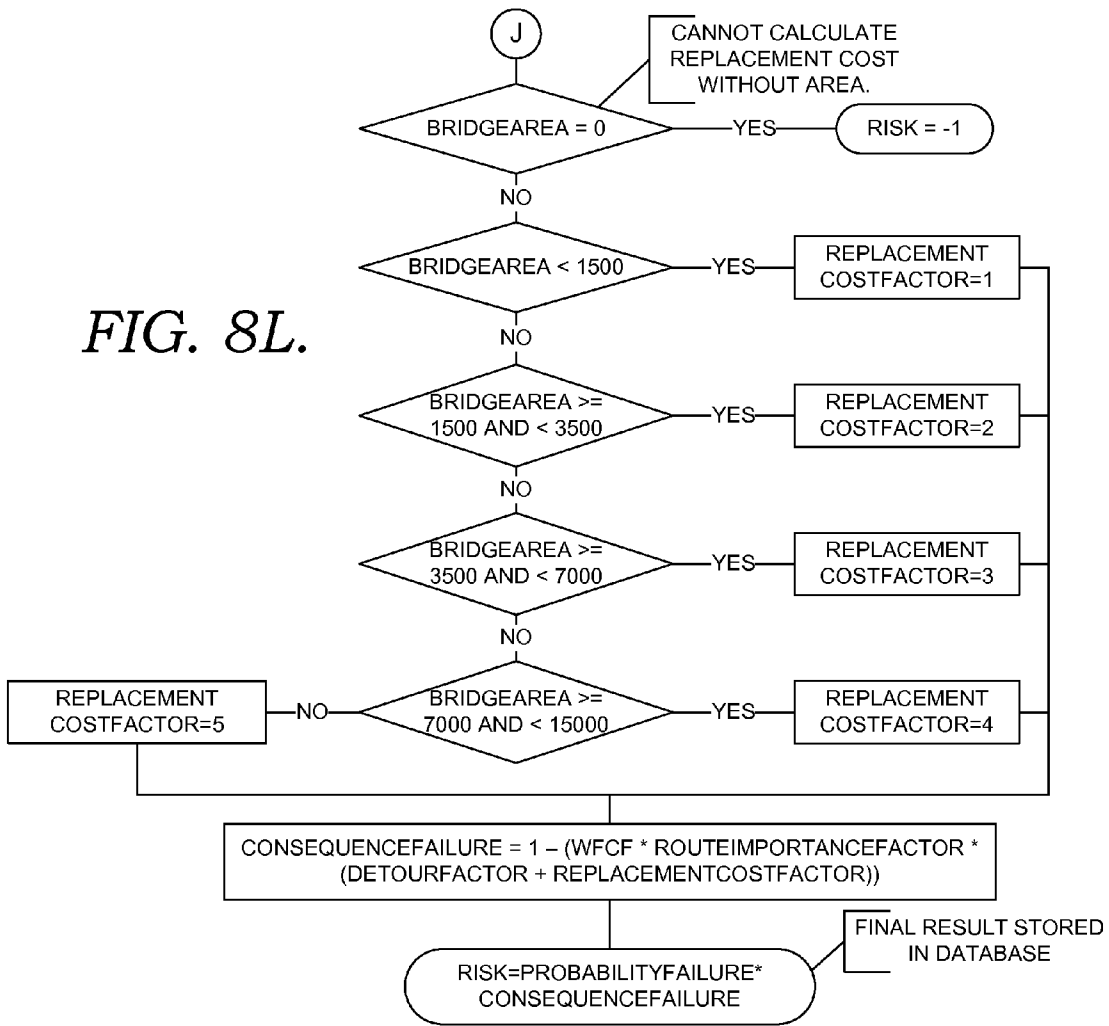 J
CANNOT CALCULATE
REPLACEMENT COST
WITHOUT AREA.
BRIDGEAREA = 0
YES
RISK = -1
NO
BRIDGEAREA < 1500
YES
REPLACEMENT
COSTFACTOR=1
FIG. 8L.
NO
BRIDGEAREA >=
1500 AND < 3500
YES
REPLACEMENT
COSTFACTOR=2
NO
BRIDGEAREA >=
3500 AND < 7000
YES
REPLACEMENT
COSTFACTOR=3
NO
REPLACEMENT
COSTFACTOR=5
NO
BRIDGEAREA >=
7000 AND < 15000
YES
REPLACEMENT
COSTFACTOR=4
CONSEQUENCEFAILURE = 1 – (WFCF * ROUTEIMPORTANCEFACTOR *
(DETOURFACTOR + REPLACEMENTCOSTFACTOR))
FINAL RESULT STORED
IN DATABASE
RISK=PROBABILITYFAILURE*
CONSEQUENCEFAILURE